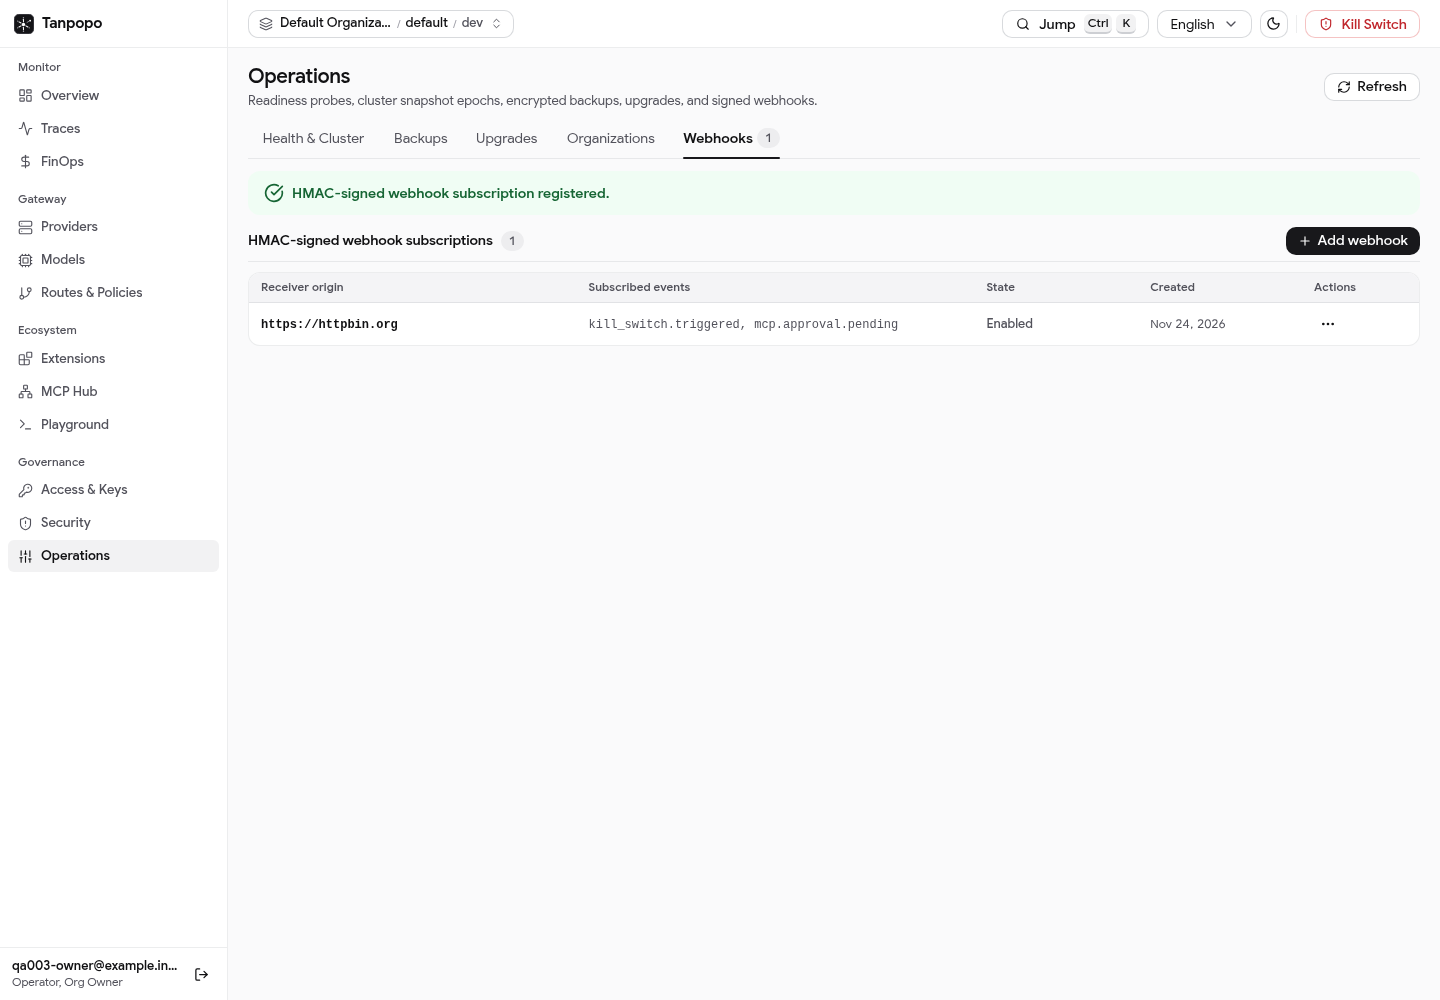 Tanpopo
Default Organiza... / default / dev
Jump Ctrl K
English
Kill Switch
Monitor
Overview
Traces
FinOps
Gateway
Providers
Models
Routes & Policies
Ecosystem
Extensions
MCP Hub
Playground
Governance
Access & Keys
Security
Operations
qa003-owner@example.in...
Operator, Org Owner
Operations
Readiness probes, cluster snapshot epochs, encrypted backups, upgrades, and signed webhooks.
Refresh
Health & Cluster Backups Upgrades Organizations Webhooks 1
HMAC-signed webhook subscription registered.
HMAC-signed webhook subscriptions 1
Add webhook
Receiver origin Subscribed events State Created Actions
https://httpbin.org kill_switch.triggered, mcp.approval.pending Enabled Nov 24, 2026